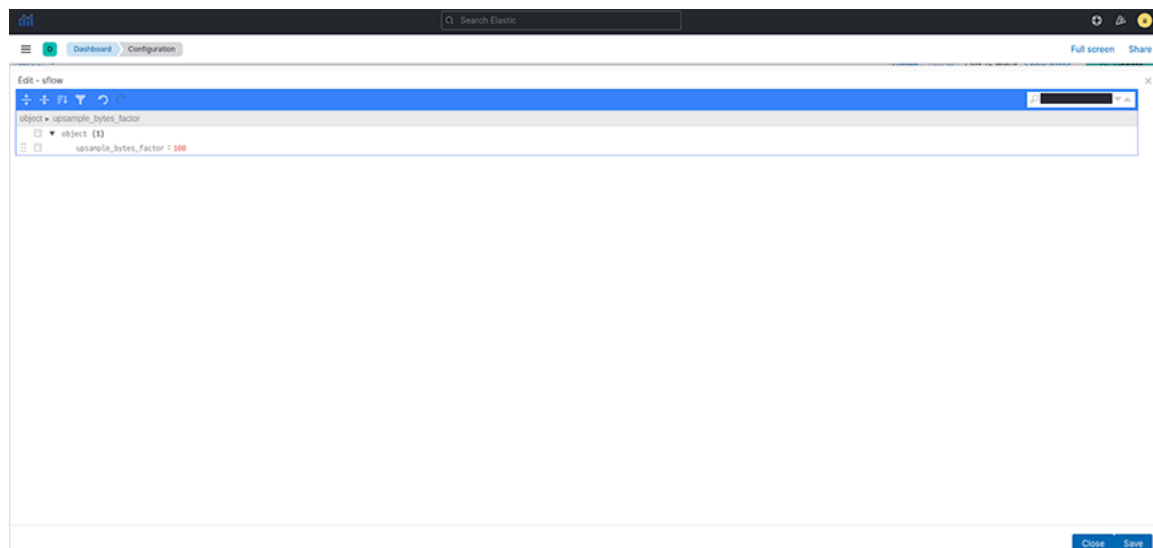 Search Elastic
D Dashboard Configuration Full screen Share
Edit - sflow
object ▸ upsample_bytes_factor
▼ object {1}
upsample_bytes_factor : 100
Close Save